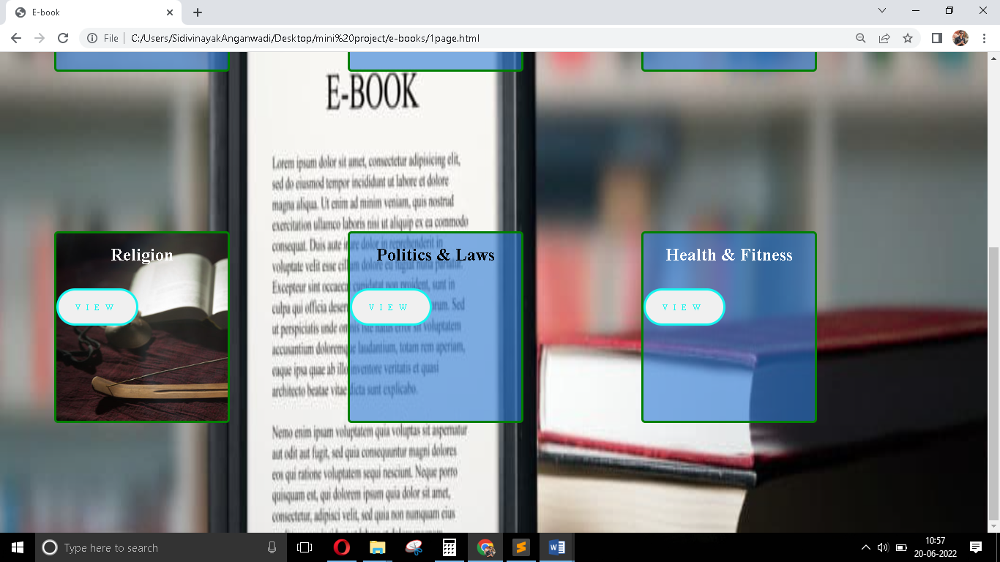 E-book
File
C:/Users/SidivinayakAnganwadi/Desktop/mini%20project/e-books/1page.html
E-BOOK
Lorem ipsum dolor sit amet, consectetur adipisicing elit,
sed do eiusmod tempor incididunt ut labore et dolore
magna aliqua. Ut enim ad minim veniam, quis nostrud
exercitation ullamco laboris nisi ut aliquip ex ea commodo
consequat. Duis aute irure dolor in reprehenderit in
voluptate velit esse cillum dolore eu fugiat nulla pariatur.
Excepteur sint occaecat cupidatat non proident, sunt in
culpa qui officia deser rum. Sed
ut perspiciatis unde omnis iste natus error sit voluptatem
accusantium doloremque laudantium, totam rem aperiam,
eaque ipsa quae ab illo inventore veritatis et quasi
architecto beatae vitae dicta sunt explicabo.
Nemo enim ipsam voluptatem quia voluptas sit aspernatur
aut odit aut fugit, sed quia consequuntur magni dolores
eos qui ratione voluptatem sequi nesciunt. Neque porro
quisquam est, qui dolorem ipsum quia dolor sit amet,
consectetur, adipisci velit, sed quia non numquam eius
Religion
VIEW
Politics & Laws
VIEW
Health & Fitness
VIEW
Type here to search
10:57
20-06-2022